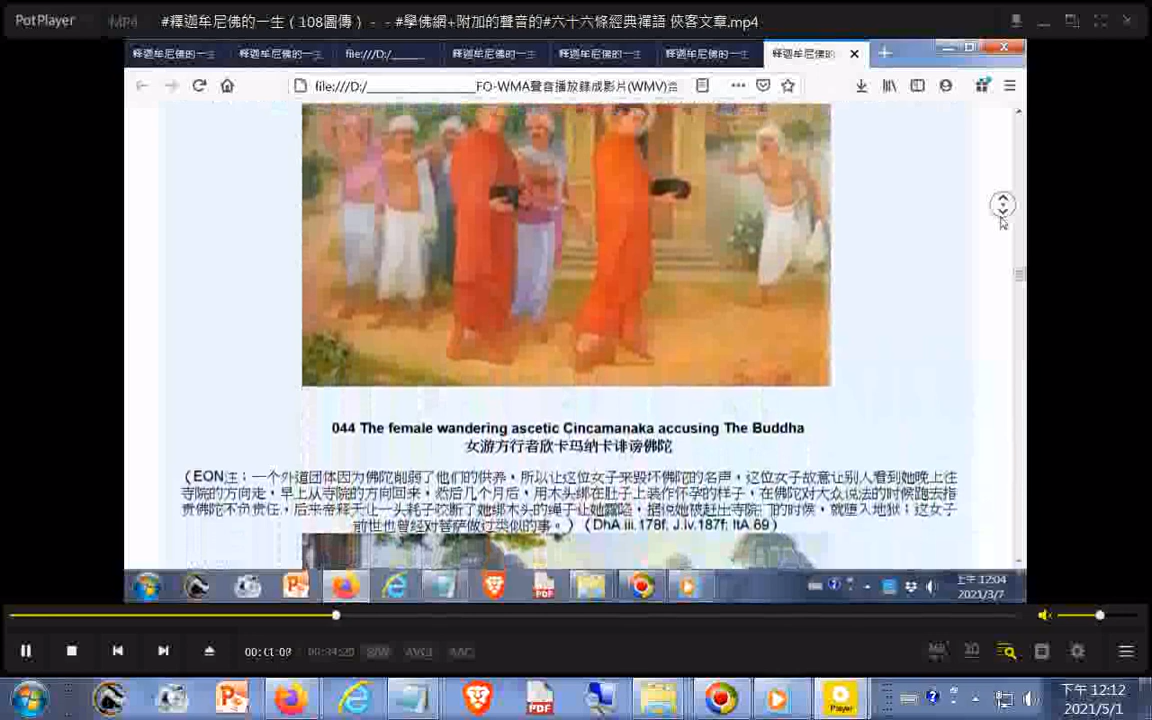 PotPlayer MP4 #釋迦牟尼佛的一生（108圖傳）- - #學佛網+附加的聲音的#六十六條經典禪語 俠客文章.mp4
釋迦牟尼佛的一生 釋迦牟尼佛的一生 file:///D:/______ 釋迦牟尼佛的一生 釋迦牟尼佛的一生 釋迦牟尼佛的一生 釋迦牟尼佛的
file:///D:/____________________FO-WMA聲音播放錄成影片(WMV)
044 The female wandering ascetic Cincamanaka accusing The Buddha
女游方行者欣卡玛纳卡诽谤佛陀
（EON注：一个外道团体因为佛陀削弱了他们的供养，所以让这位女子来毁坏佛陀的名声，这位女子故意让别人看到她晚上往
寺院的方向走，早上从寺院的方向回来，然后几个月后，用木头绑在肚子上装作怀孕的样子，在佛陀对大众说法的时候跑去指
责佛陀不负责任，后来帝释天让一头耗子咬断了她绑木头的绳子让她露馅，据说她被赶出寺院门的时候，就堕入地狱；这女子
前世也曾经对菩萨做过类似的事。）（DhA iii.178f, J.iv.187f; ItA 69）
上午 12:04
2021/3/7
00:01:09 00:34:20 S/W AVC1 AAC
下午 12:12
2021/5/1